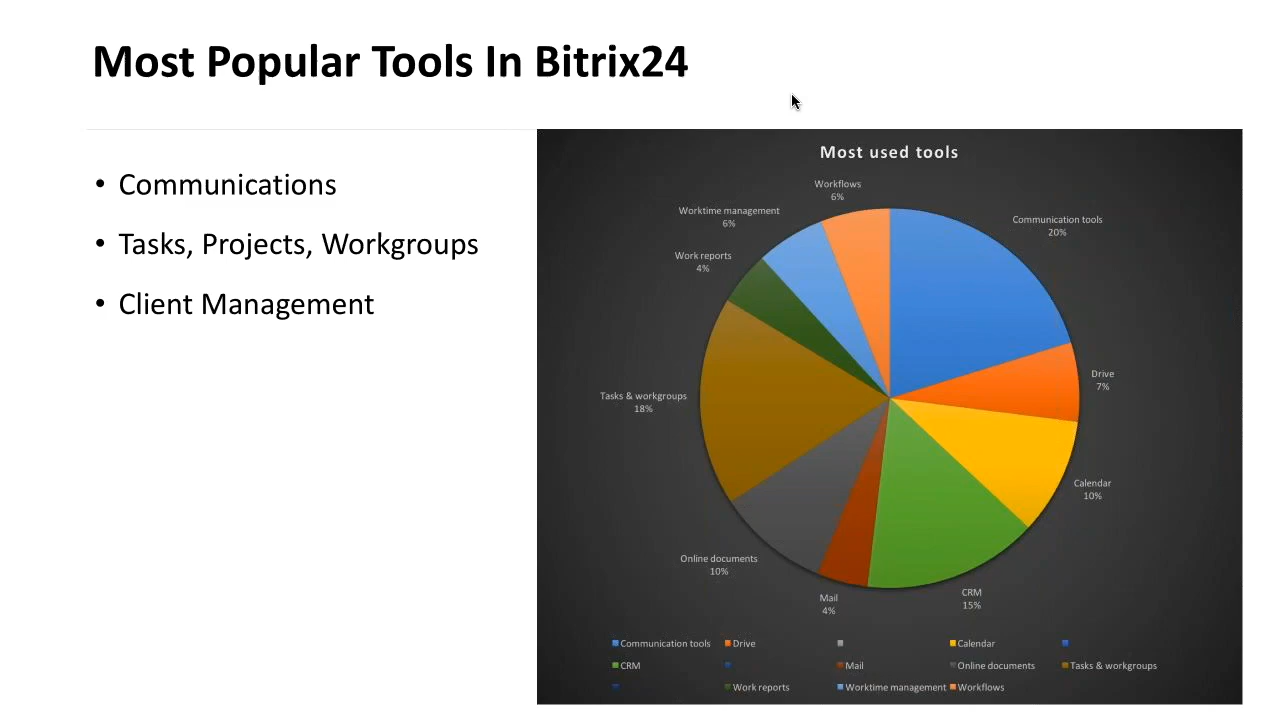 Most Popular Tools In Bitrix24
• Communications
• Tasks, Projects, Workgroups
• Client Management
Most used tools
Workflows
6%
Worktime management
6%
Communication tools
20%
Work reports
4%
Drive
7%
Tasks & workgroups
18%
Calendar
10%
Online documents
10%
Mail
4%
CRM
15%
Communication tools Drive Calendar
CRM Mail Online documents Tasks & workgroups
Work reports Worktime management Workflows